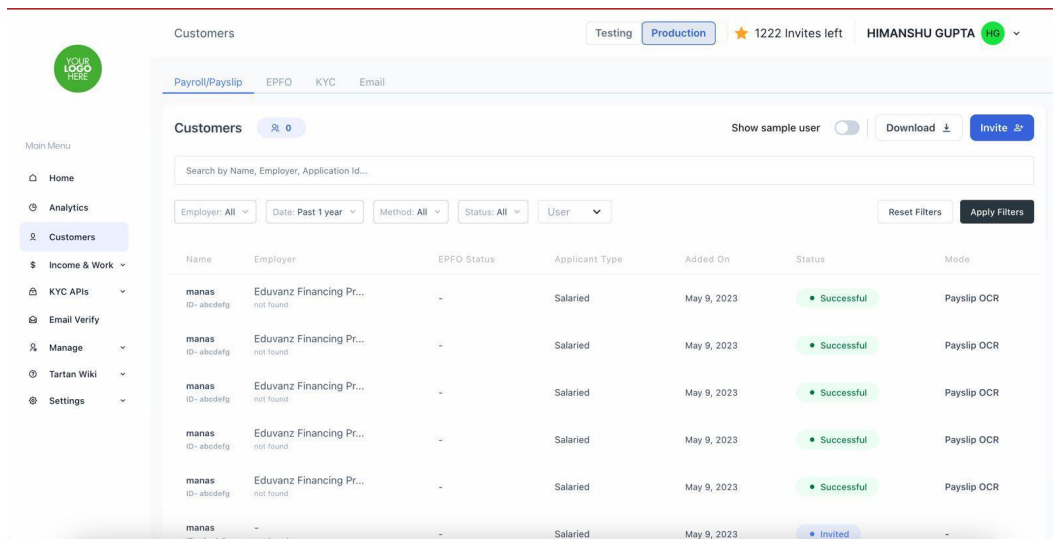 Customers
Testing Production 1222 Invites left HIMANSHU GUPTA HG
YOUR
LOGO
HERE
Payroll/Payslip EPFO KYC Email
Customers 0 Show sample user Download Invite
Main Menu
Search by Name, Employer, Application Id...
Home
Analytics
Customers
$ Income & Work
KYC APIs
Email Verify
Manage
Tartan Wiki
Settings
Employer: All Date: Past 1 year Method: All Status: All User Reset Filters Apply Filters
Name Employer EPFO Status Applicant Type Added On Status Mode
manas Eduvanz Financing Pr... - Salaried May 9, 2023 Successful Payslip OCR
ID- abcdefg not found
manas Eduvanz Financing Pr... - Salaried May 9, 2023 Successful Payslip OCR
ID- abcdefg not found
manas Eduvanz Financing Pr... - Salaried May 9, 2023 Successful Payslip OCR
ID- abcdefg not found
manas Eduvanz Financing Pr... - Salaried May 9, 2023 Successful Payslip OCR
ID- abcdefg not found
manas Eduvanz Financing Pr... - Salaried May 9, 2023 Successful Payslip OCR
ID- abcdefg not found
manas - - Salaried May 9, 2023 Invited -